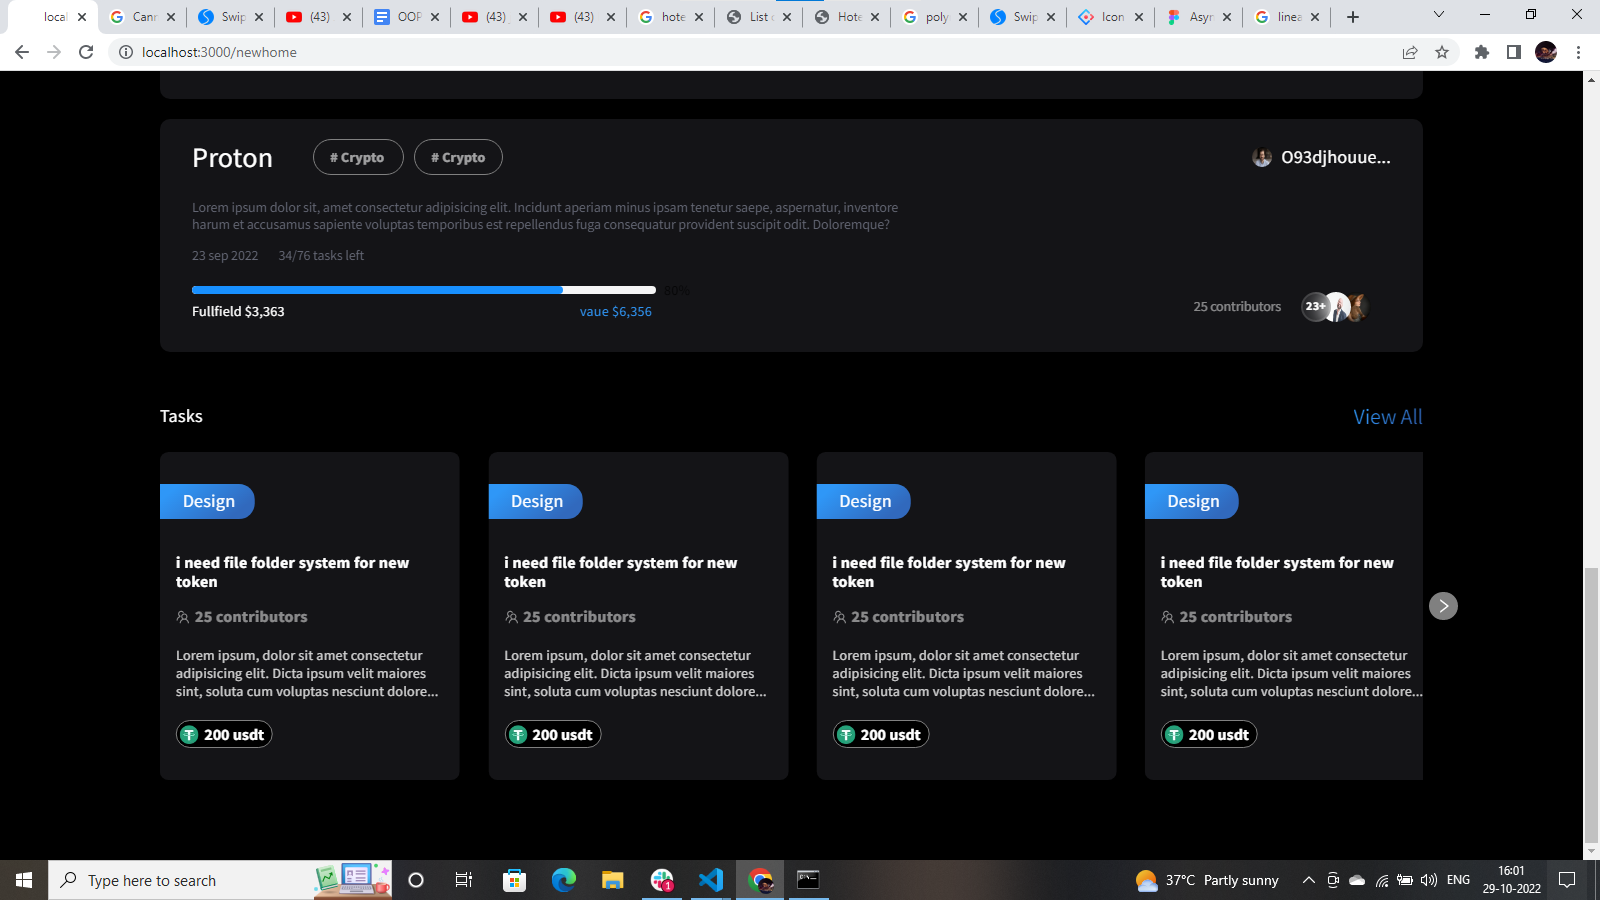 local
Cann
Swip
(43)
OOP
(43)
(43)
hote
List o
Hote
poly
Swip
Icon
Asyn
linea
localhost:3000/newhome
Proton # Crypto # Crypto O93djhouue...
Lorem ipsum dolor sit, amet consectetur adipisicing elit. Incidunt aperiam minus ipsam tenetur saepe, aspernatur, inventore
harum et accusamus sapiente voluptas temporibus est repellendus fuga consequatur provident suscipit odit. Doloremque?
23 sep 2022 34/76 tasks left
80%
Fullfield $3,363 vaue $6,356
25 contributors 23+
Tasks View All
Design
i need file folder system for new
token
25 contributors
Lorem ipsum, dolor sit amet consectetur
adipisicing elit. Dicta ipsum velit maiores
sint, soluta cum voluptas nesciunt dolore...
200 usdt
Design
i need file folder system for new
token
25 contributors
Lorem ipsum, dolor sit amet consectetur
adipisicing elit. Dicta ipsum velit maiores
sint, soluta cum voluptas nesciunt dolore...
200 usdt
Design
i need file folder system for new
token
25 contributors
Lorem ipsum, dolor sit amet consectetur
adipisicing elit. Dicta ipsum velit maiores
sint, soluta cum voluptas nesciunt dolore...
200 usdt
Design
i need file folder system for new
token
25 contributors
Lorem ipsum, dolor sit amet consectetur
adipisicing elit. Dicta ipsum velit maiores
sint, soluta cum voluptas nesciunt dolore...
200 usdt
Type here to search
1
37°C Partly sunny
ENG
16:01
29-10-2022